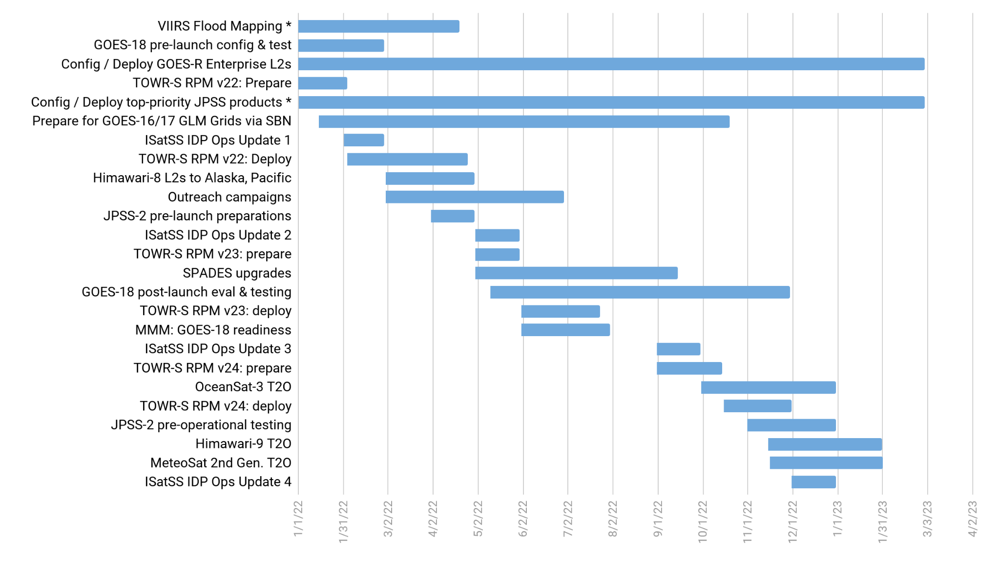 VIIRS Flood Mapping *
GOES-18 pre-launch config & test
Config / Deploy GOES-R Enterprise L2s
TOWR-S RPM v22: Prepare
Config / Deploy top-priority JPSS products *
Prepare for GOES-16/17 GLM Grids via SBN
ISatSS IDP Ops Update 1
TOWR-S RPM v22: Deploy
Himawari-8 L2s to Alaska, Pacific
Outreach campaigns
JPSS-2 pre-launch preparations
ISatSS IDP Ops Update 2
TOWR-S RPM v23: prepare
SPADES upgrades
GOES-18 post-launch eval & testing
TOWR-S RPM v23: deploy
MMM: GOES-18 readiness
ISatSS IDP Ops Update 3
TOWR-S RPM v24: prepare
OceanSat-3 T2O
TOWR-S RPM v24: deploy
JPSS-2 pre-operational testing
Himawari-9 T2O
MeteoSat 2nd Gen. T2O
ISatSS IDP Ops Update 4
1/1/22
1/31/22
3/2/22
4/2/22
5/2/22
6/2/22
7/2/22
8/2/22
9/1/22
10/1/22
11/1/22
12/1/22
1/1/23
1/31/23
3/3/23
4/2/23